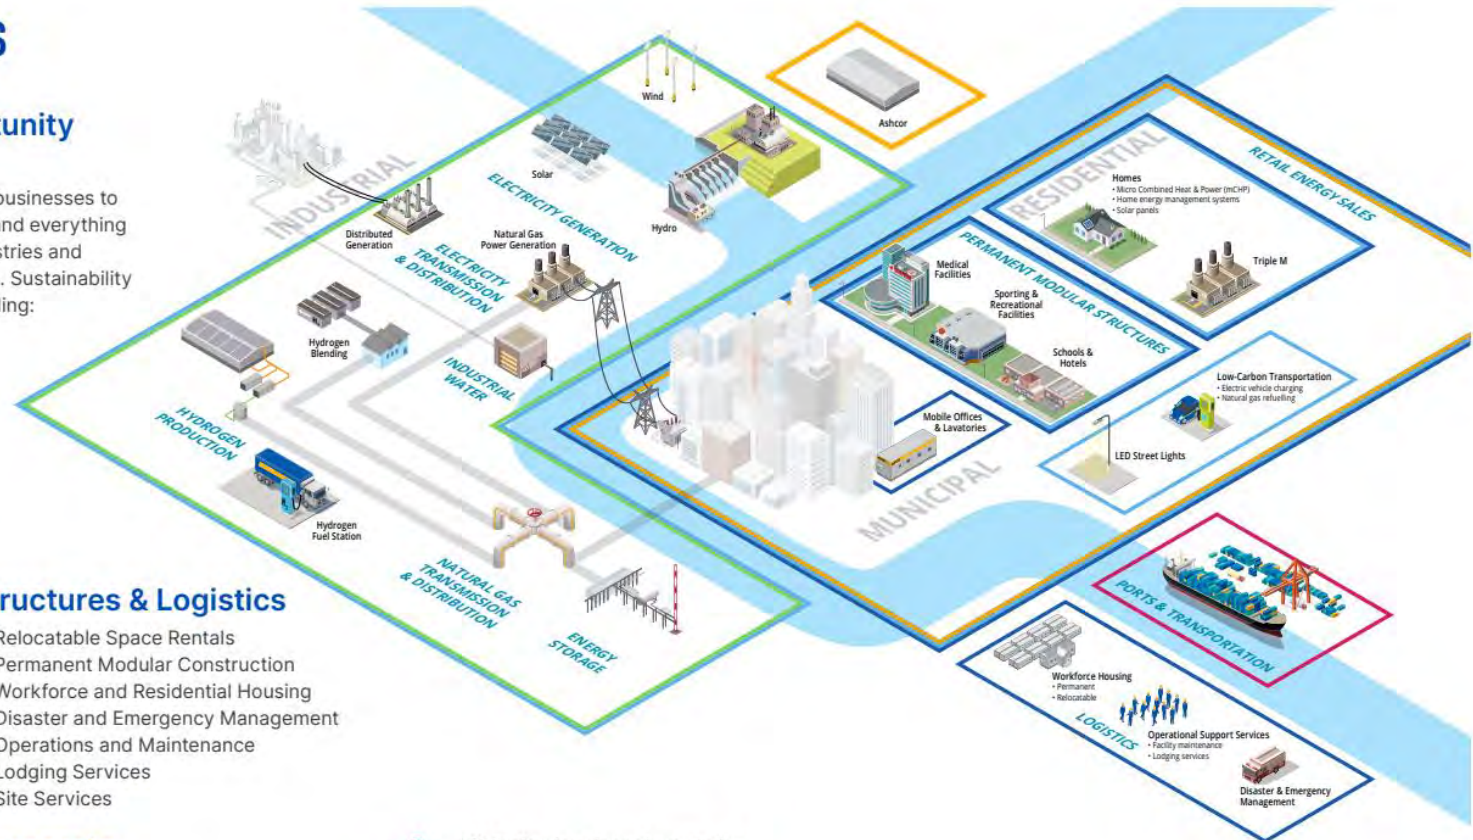 S
tunity
businesses to
and everything
stries and
. Sustainability
ding:
ructures & Logistics
Relocatable Space Rentals
Permanent Modular Construction
Workforce and Residential Housing
Disaster and Emergency Management
Operations and Maintenance
Lodging Services
Site Services
INDUSTRIAL
Distributed
Generation
Solar
Wind
Hydro
ELECTRICITY GENERATION
Natural Gas
Power Generation
ELECTRICITY
TRANSMISSION
& DISTRIBUTION
Hydrogen
Blending
INDUSTRIAL
WATER
HYDROGEN
PRODUCTION
Hydrogen
Fuel Station
NATURAL GAS
TRANSMISSION
& DISTRIBUTION
ENERGY
STORAGE
Ashcor
RESIDENTIAL
Homes
• Micro Combined Heat & Power (mCHP)
• Home energy management systems
• Solar panels
Triple M
RETAIL ENERGY SALES
PERMANENT MODULAR STRUCTURES
Medical
Facilities
Sporting &
Recreational
Facilities
Schools &
Hotels
Mobile Offices
& Lavatories
MUNICIPAL
Low-Carbon Transportation
• Electric vehicle charging
• Natural gas refuelling
LED Street Lights
PORTS & TRANSPORTATION
Workforce Housing
• Permanent
• Relocatable
LOGISTICS
Operational Support Services
• Facility maintenance
• Lodging services
Disaster & Emergency
Management